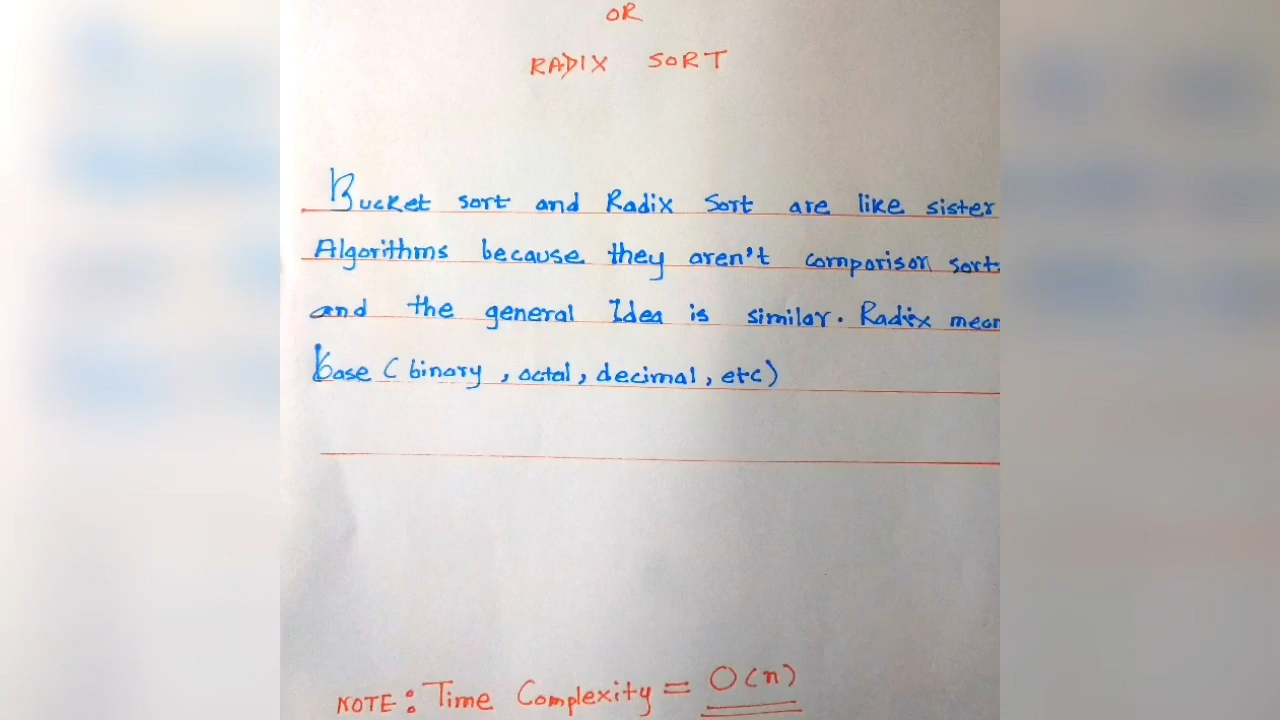 OR
RADIX SORT
Bucket sort and Radix Sort are like sister
Algorithms because they aren't comparison sort
and the general Idea is similar. Radix mean
base (binary, octal, decimal, etc)
NOTE: Time Complexity = O(n)